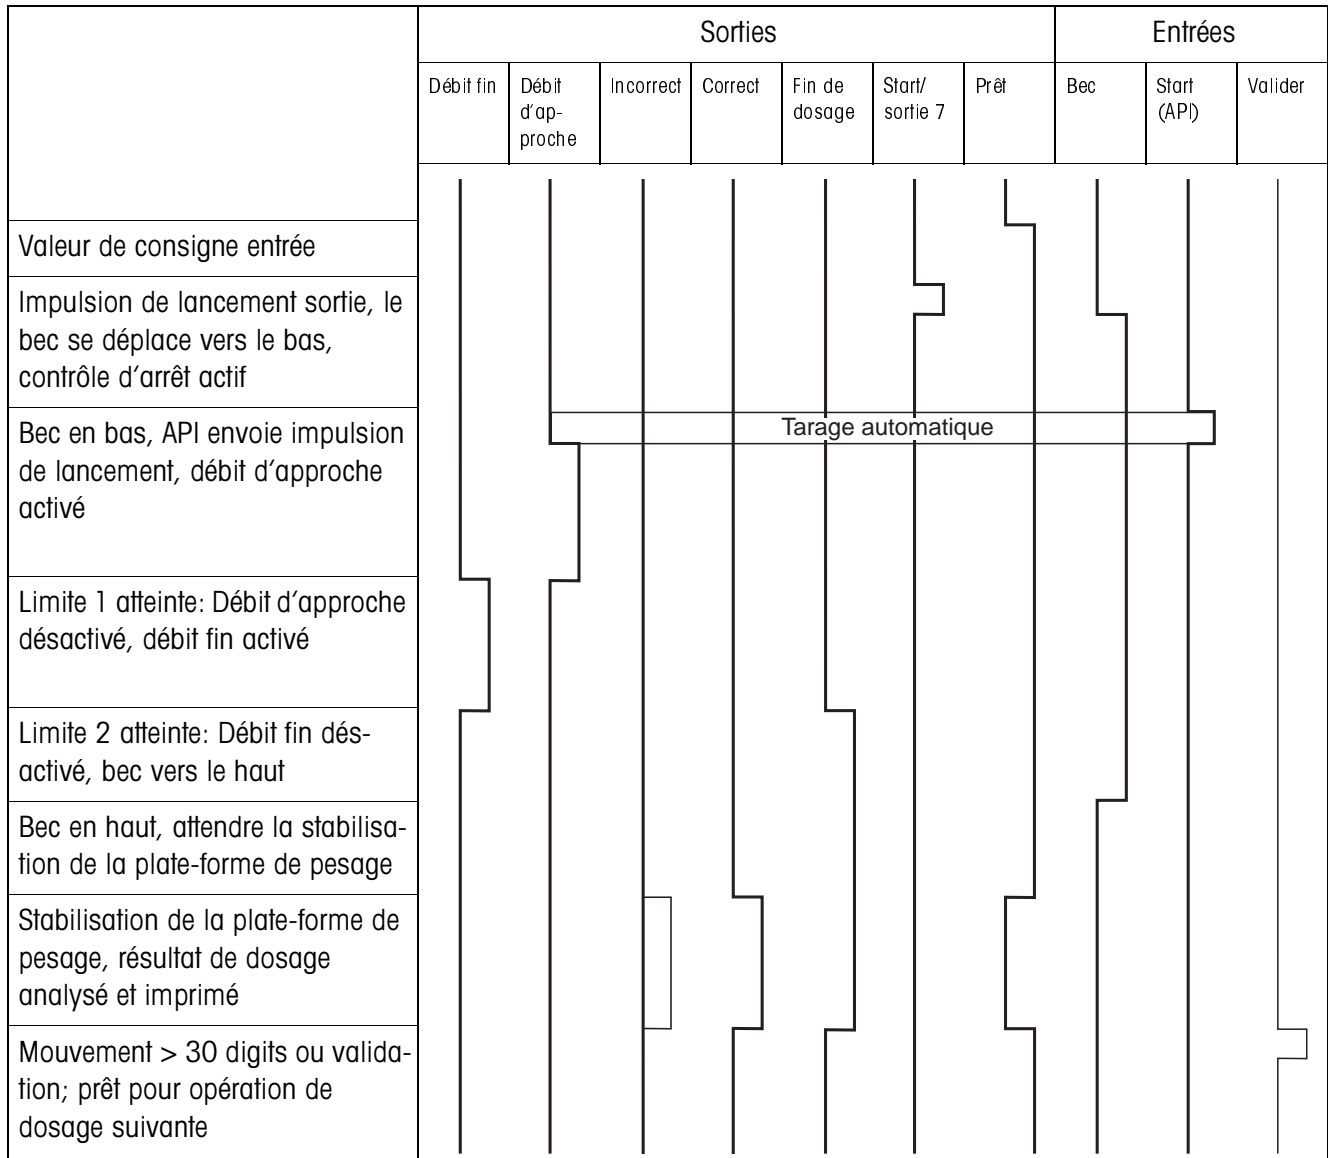 Sorties
Entrées
Débit fin
Débit
d'ap-
proche
Incorrect
Correct
Fin de
dosage
Start/
sortie 7
Prêt
Bec
Start
(API)
Valider
Valeur de consigne entrée
Impulsion de lancement sortie, le
bec se déplace vers le bas,
contrôle d'arrêt actif
Bec en bas, API envoie impulsion
de lancement, débit d'approche
activé
Tarage automatique
Limite 1 atteinte: Débit d'approche
désactivé, débit fin activé
Limite 2 atteinte: Débit fin dés-
activé, bec vers le haut
Bec en haut, attendre la stabilisa-
tion de la plate-forme de pesage
Stabilisation de la plate-forme de
pesage, résultat de dosage
analysé et imprimé
Mouvement > 30 digits ou valida-
tion; prêt pour opération de
dosage suivante